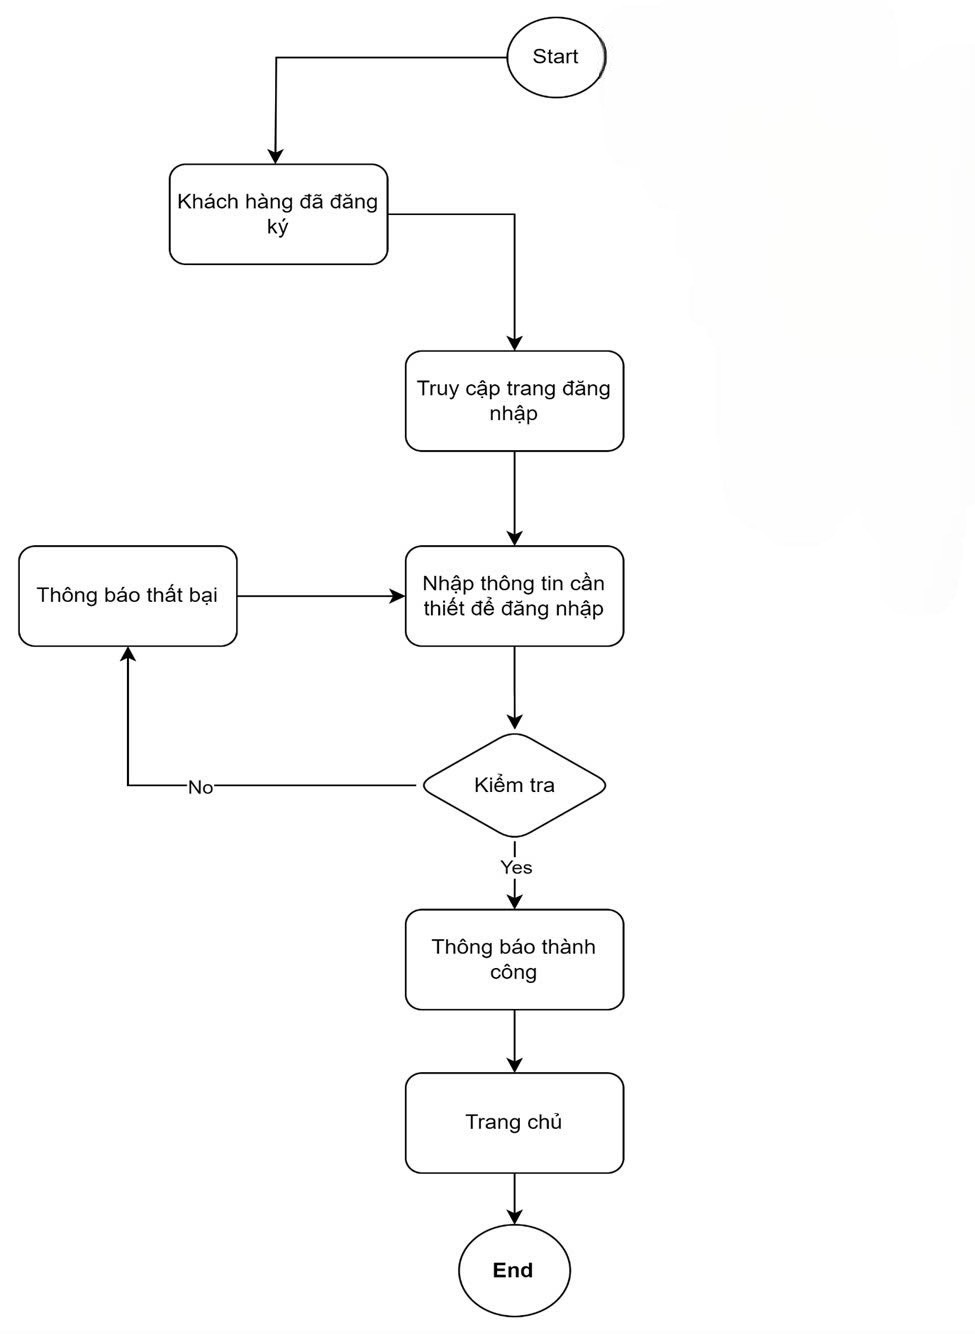 Start
Khách hàng đã đăng
ký
Truy cập trang đăng
nhập
Thông báo thất bại
Nhập thông tin cần
thiết để đăng nhập
Kiểm tra
No
Yes
Thông báo thành
công
Trang chủ
End